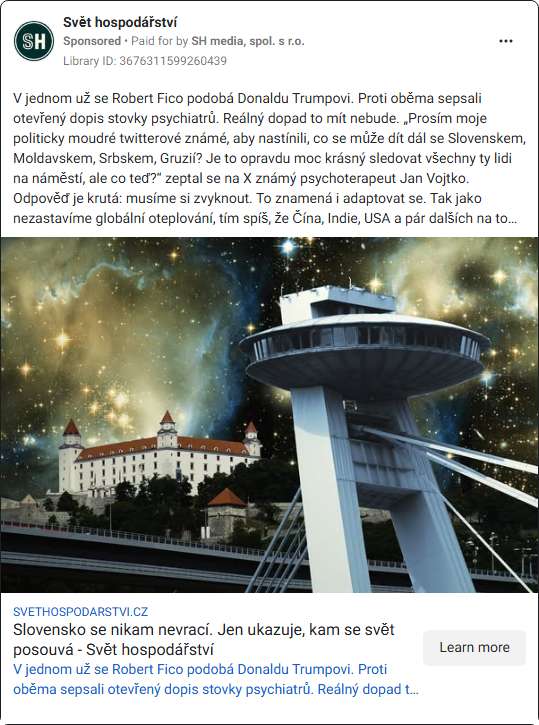 SH
Svět hospodářství
Sponsored • Paid for by SH media, spol. s r.o.
Library ID: 3676311599260439
V jednom už se Robert Fico podobá Donaldu Trumpovi. Proti oběma sepsali
otevřený dopis stovky psychiatrů. Reálný dopad to mít nebude. „Prosím moje
politicky moudré twitterové známé, aby nastínili, co se může dít dál se Slovenskem,
Moldavskem, Srbskem, Gruzií? Je to opravdu moc krásný sledovat všechny ty lidi
na náměstí, ale co teď?“ zeptal se na X známý psychoterapeut Jan Vojtko.
Odpověď je krutá: musíme si zvyknout. To znamená i adaptovat se. Tak jako
nezastavíme globální oteplování, tím spíš, že Čína, Indie, USA a pár dalších na to...
SVETHOSPODARSTVI.CZ
Slovensko se nikam nevrací. Jen ukazuje, kam se svět
posouvá - Svět hospodářství
Learn more
V jednom už se Robert Fico podobá Donaldu Trumpovi. Proti
oběma sepsali otevřený dopis stovky psychiatrů. Reálný dopad t...